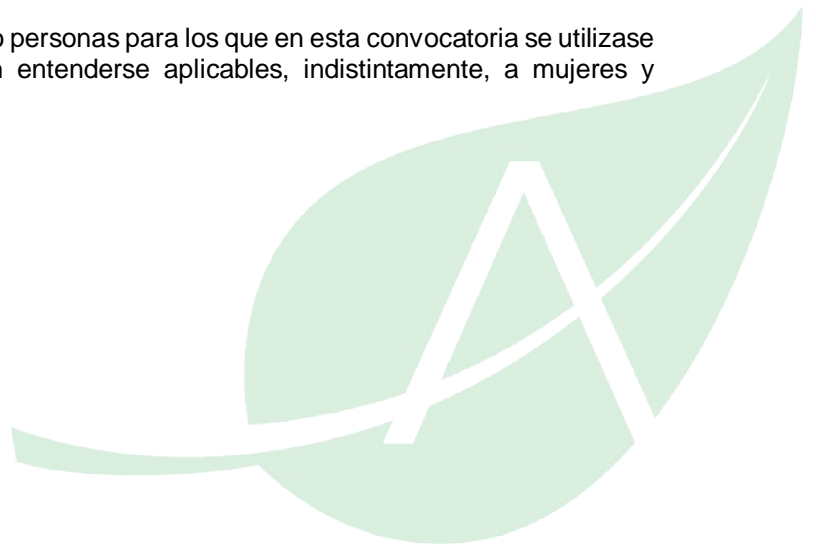 personas para los que en esta convocatoria se utilizase
entenderse aplicables, indistintamente, a mujeres y
A